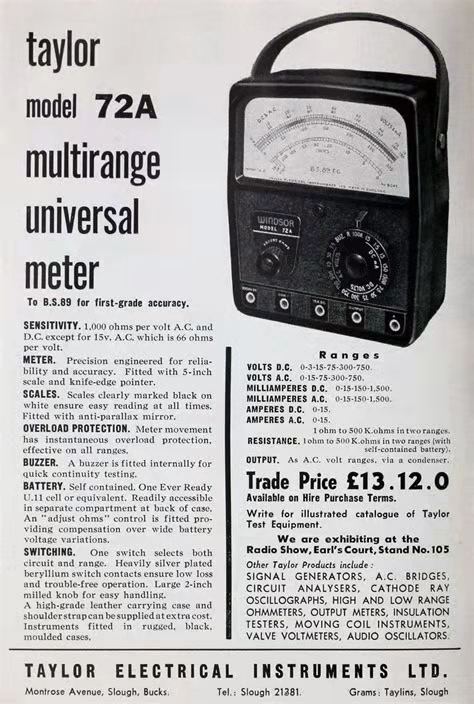 taylor
model 72A
multirange
universal
meter
To B.S.89 for first-grade accuracy.
SENSITIVITY. 1,000 ohms per volt A.C. and
D.C. except for 15v. A.C. which is 66 ohms
per volt.
METER. Precision engineered for relia-
bility and accuracy. Fitted with 5-inch
scale and knife-edge pointer.
SCALES. Scales clearly marked black on
white ensure easy reading at all times.
Fitted with anti-parallax mirror.
OVERLOAD PROTECTION. Meter movement
has instantaneous overload protection,
effective on all ranges.
BUZZER. A buzzer is fitted internally for
quick continuity testing.
BATTERY. Self contained. One Ever Ready
U.11 cell or equivalent. Readily accessible
in separate compartment at back of case.
An "adjust ohms" control is fitted pro-
viding compensation over wide battery
voltage variations.
SWITCHING. One switch selects both
circuit and range. Heavily silver plated
beryllium switch contacts ensure low loss
and trouble-free operation. Large 2-inch
milled knob for easy handling.
A high-grade leather carrying case and
shoulder strap can be supplied at extra cost.
Instruments fitted in rugged, black,
moulded cases.
WINDSOR
MODEL 72A
Ranges
VOLTS D.C. 0-3-15-75-300-750.
VOLTS A.C. 0-15-75-300-750.
MILLIAMPERES D.C. 0-15-150-1,500.
MILLIAMPERES A.C. 0-15-150-1,500.
AMPERES D.C. 0-15.
AMPERES A.C. 0-15.
1 ohm to 500 K.ohms in two ranges.
RESISTANCE. 1 ohm to 500 K.ohms in two ranges (with
self-contained battery).
OUTPUT. As A.C. volt ranges, via a condenser.
Trade Price £13.12.0
Available on Hire Purchase Terms.
Write for illustrated catalogue of Taylor
Test Equipment.
We are exhibiting at the
Radio Show, Earl's Court, Stand No. 105
Other Taylor Products include :
SIGNAL GENERATORS, A.C. BRIDGES,
CIRCUIT ANALYSERS, CATHODE RAY
OSCILLOGRAPHS, HIGH AND LOW RANGE
OHMMETERS, OUTPUT METERS, INSULATION
TESTERS, MOVING COIL INSTRUMENTS,
VALVE VOLTMETERS, AUDIO OSCILLATORS.
TAYLOR ELECTRICAL INSTRUMENTS LTD.
Montrose Avenue, Slough, Bucks. Tel.: Slough 21381. Grams: Taylins, Slough